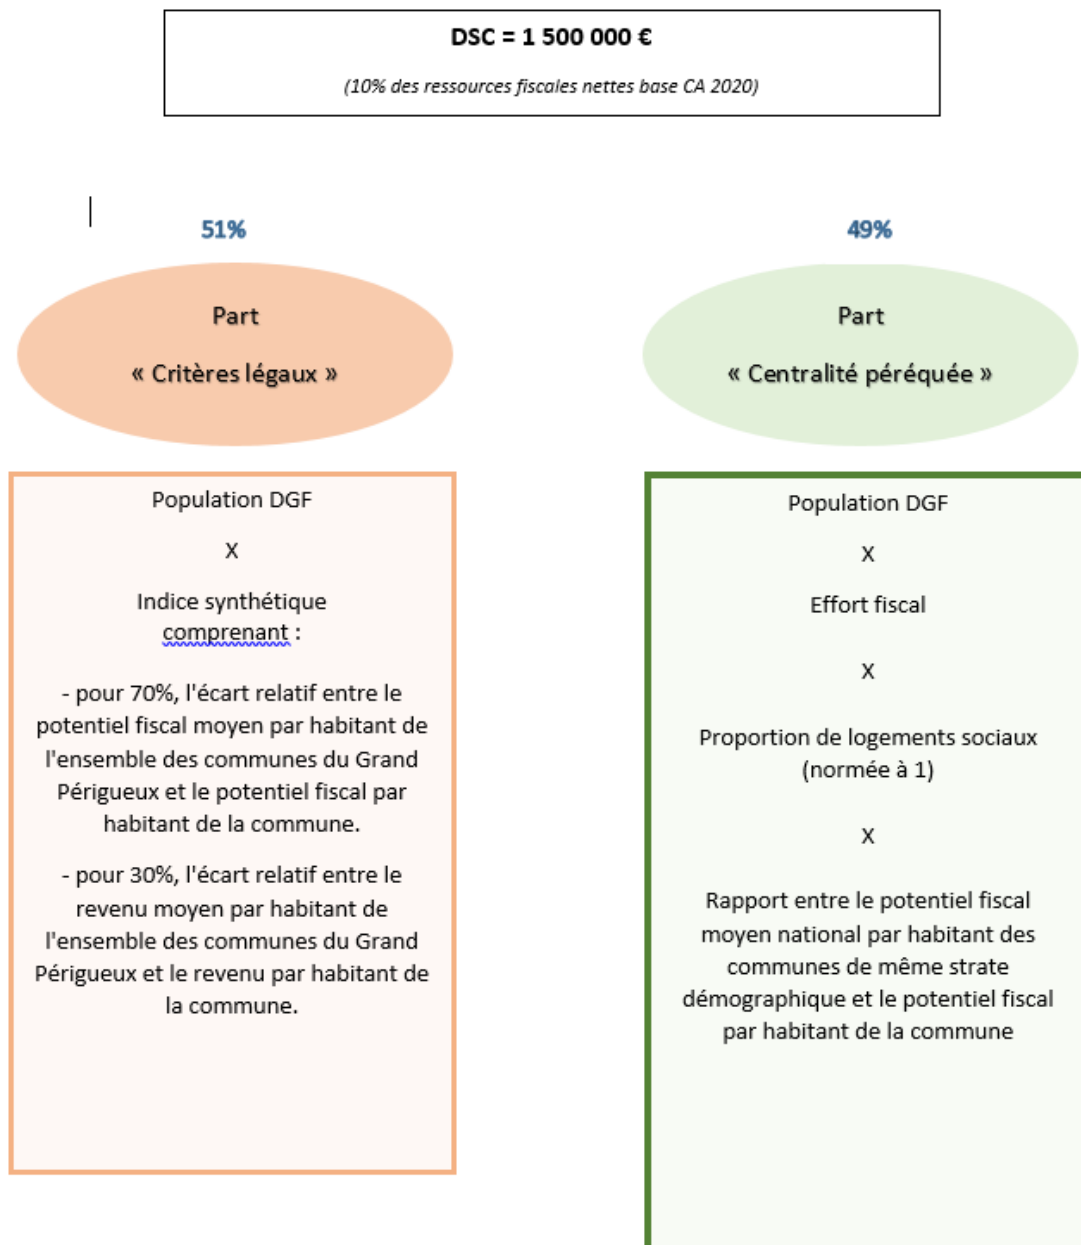 DSC = 1 500 000 €
(10% des ressources fiscales nettes base CA 2020)
51%
Part
« Critères légaux »
Population DGF
X
Indice synthétique
comprenant :
- pour 70%, l'écart relatif entre le
potentiel fiscal moyen par habitant de
l'ensemble des communes du Grand
Périgueux et le potentiel fiscal par
habitant de la commune.
- pour 30%, l'écart relatif entre le
revenu moyen par habitant de
l'ensemble des communes du Grand
Périgueux et le revenu par habitant de
la commune.
49%
Part
« Centralité péréquée »
Population DGF
X
Effort fiscal
X
Proportion de logements sociaux
(normée à 1)
X
Rapport entre le potentiel fiscal
moyen national par habitant des
communes de même strate
démographique et le potentiel fiscal
par habitant de la commune